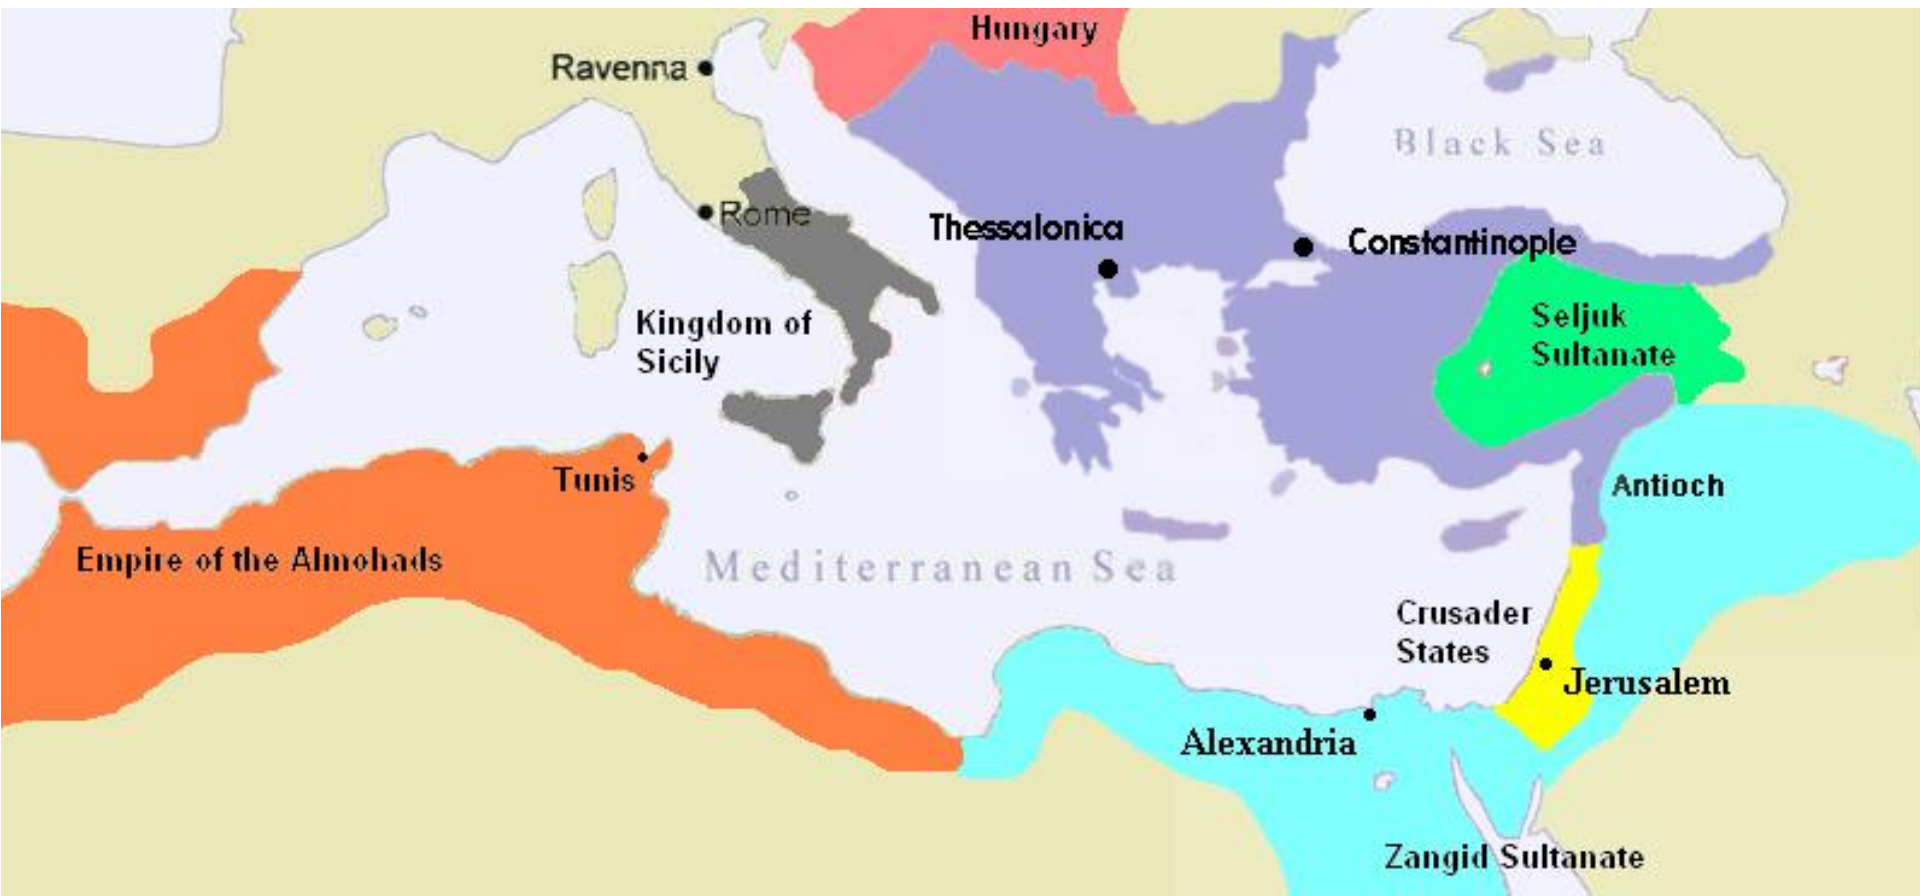 Hungary
Ravenna
Black Sea
Rome
Thessalonica
Constantinople
Kingdom of
Sicily
Seljuk
Sultanate
Tunis
Antioch
Empire of the Almohads
Mediterranean Sea
Crusader
States
Jerusalem
Alexandria
Zangid Sultanate